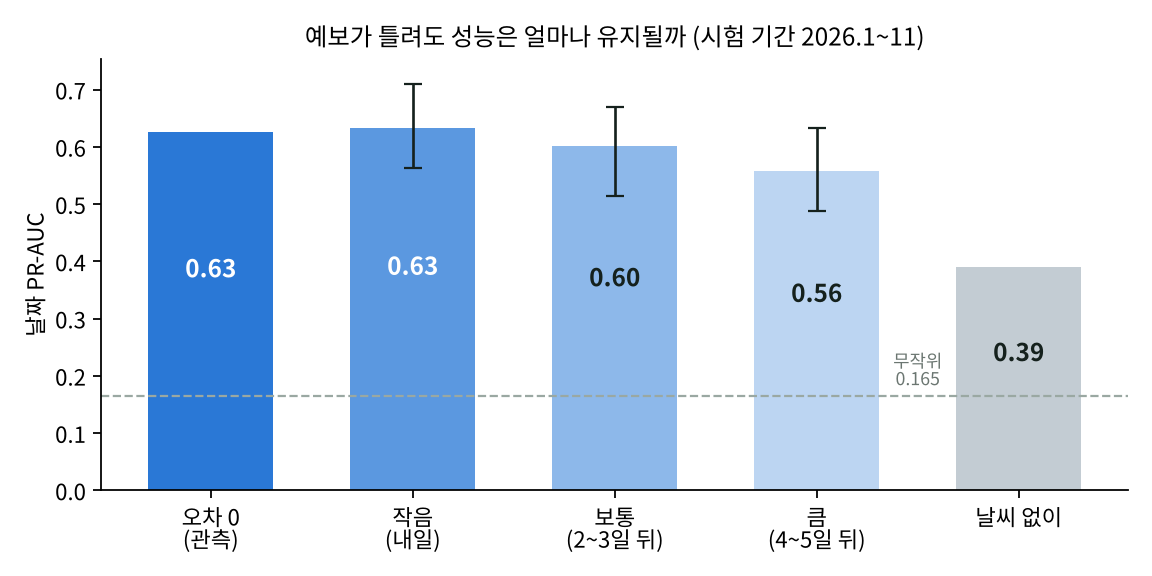 예보가 틀려도 성능은 얼마나 유지될까 (시험 기간 2026.1~11)
날짜 PR-AUC
0.7
0.6
0.5
0.4
0.3
0.2
0.1
0.0
0.63
0.63
0.60
0.56
0.39
무작위
0.165
오차 0
(관측)
작음
(내일)
보통
(2~3일 뒤)
큼
(4~5일 뒤)
날씨 없이